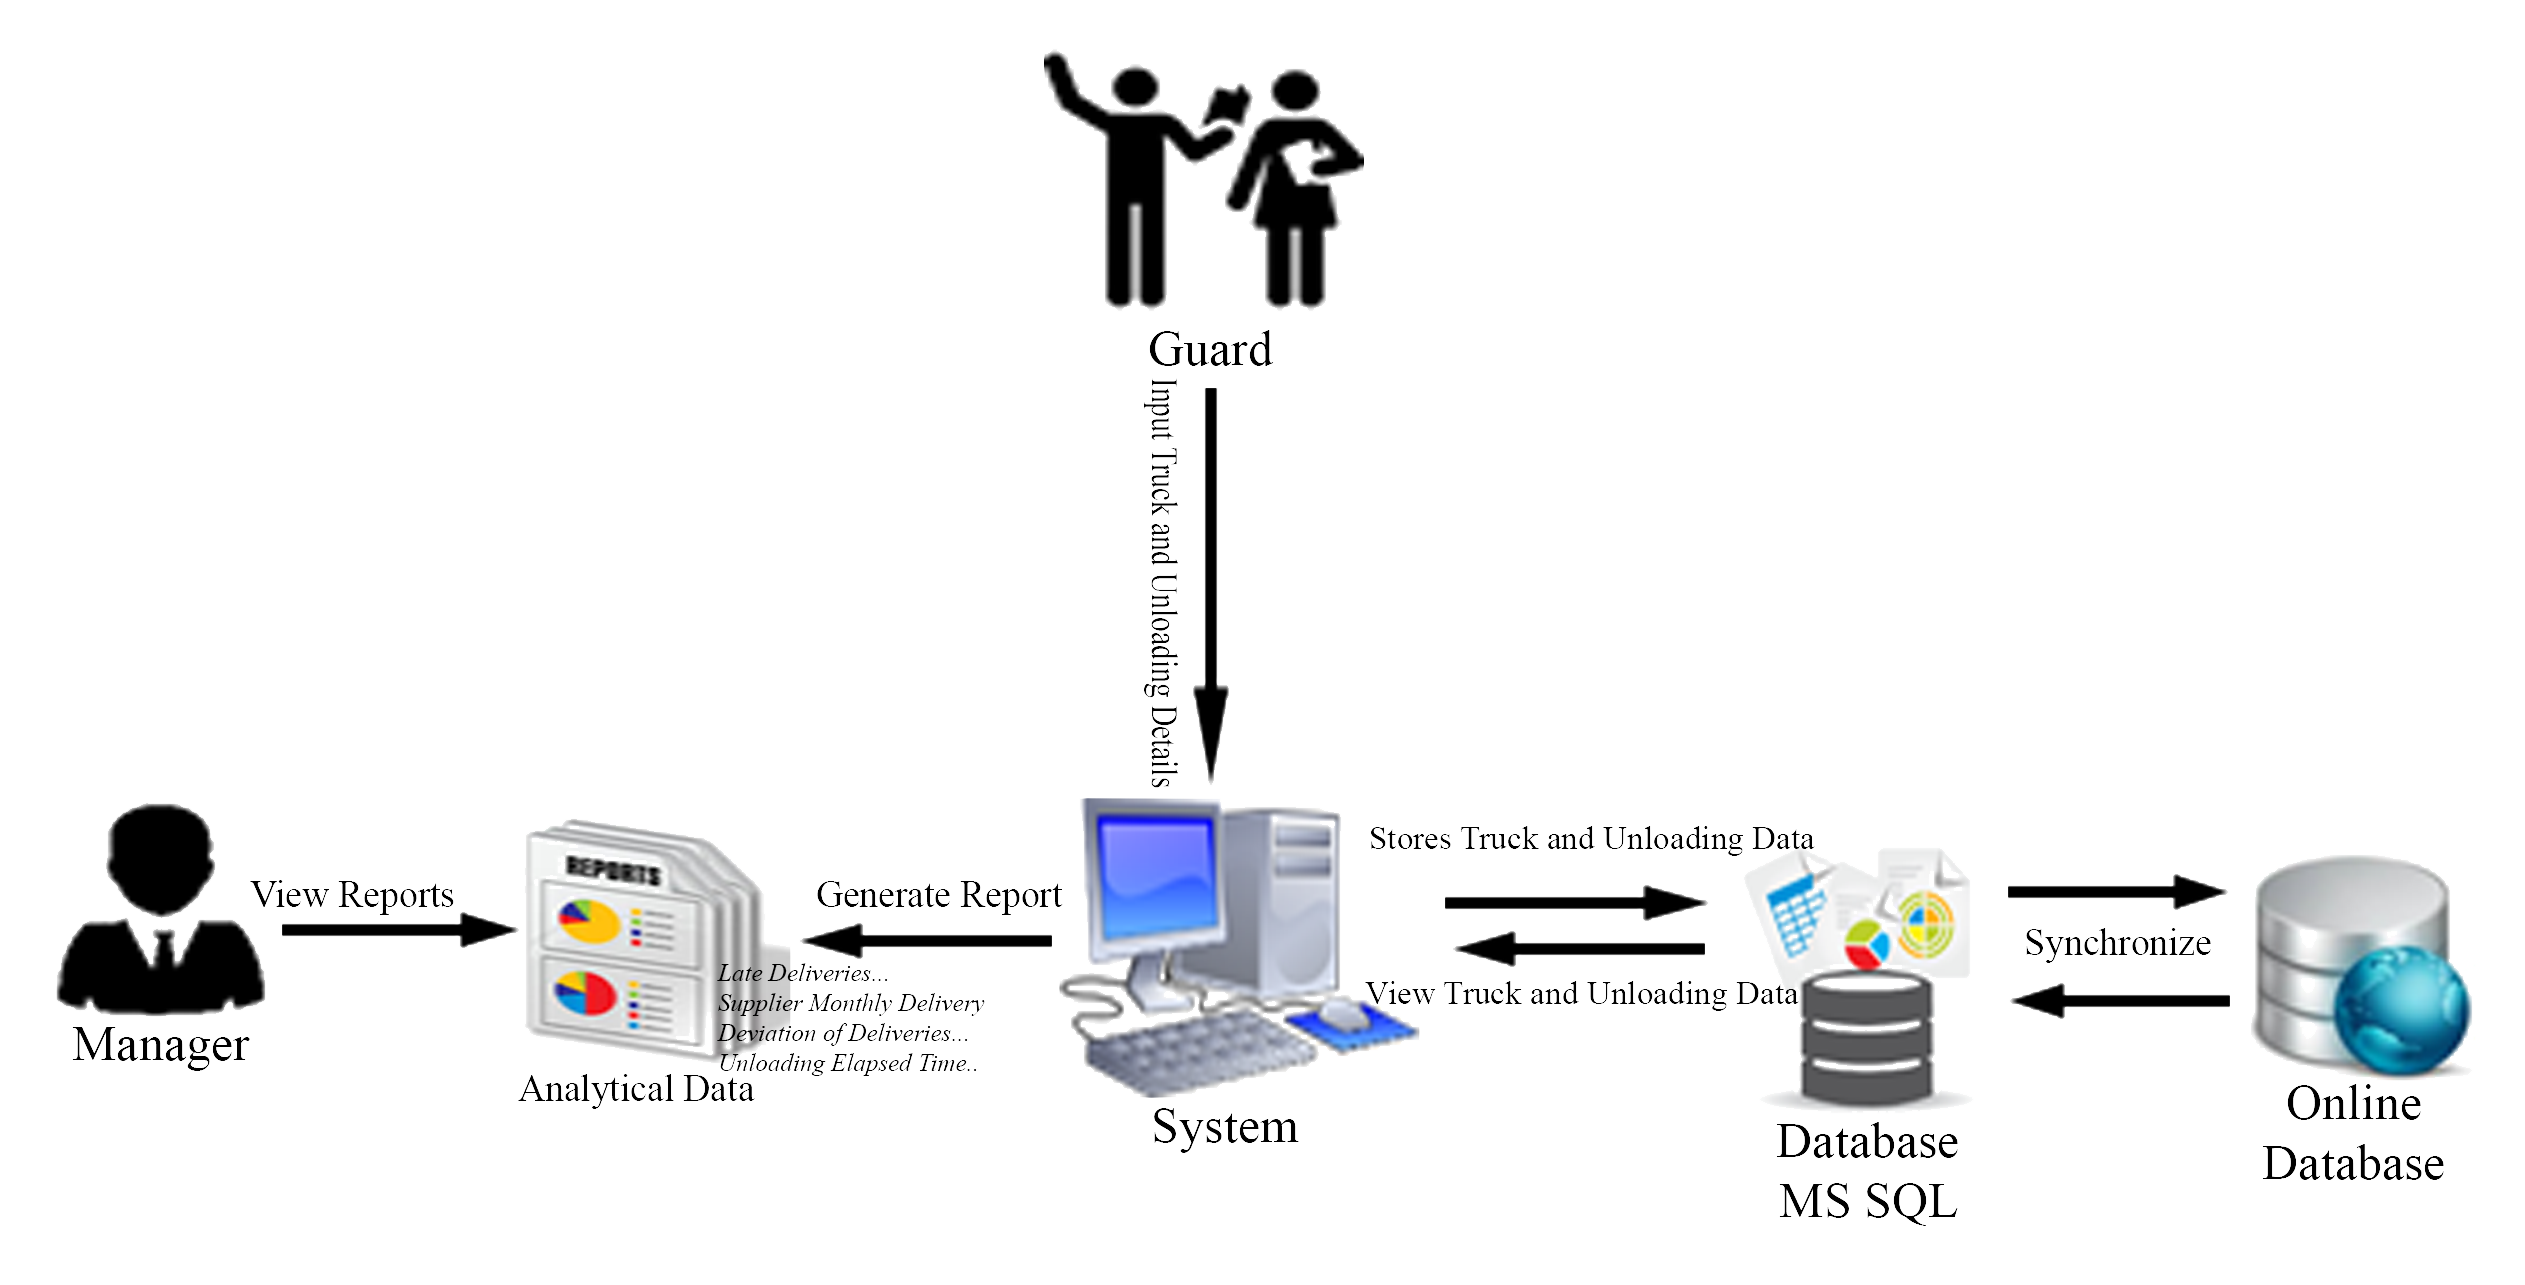 Guard
Input Truck and Unloading Details
Stores Truck and Unloading Data
REPORTS
View Reports
Generate Report
Synchronize
Late Deliveries...
Supplier Monthly Delivery
Deviation of Deliveries...
Unloading Elapsed Time..
View Truck and Unloading Data
Manager
Analytical Data
System
Database
MS SQL
Online
Database